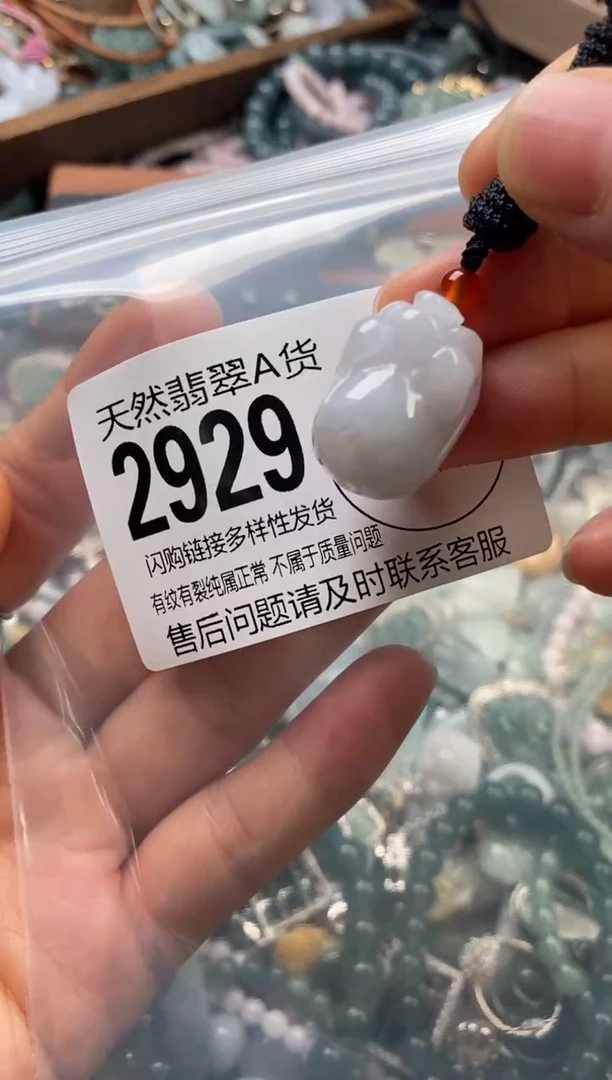 天然翡翠A货
2929
闪购链接多样性发货
有纹有裂纯属正常 不属于质量问题
售后问题请及时联系客服